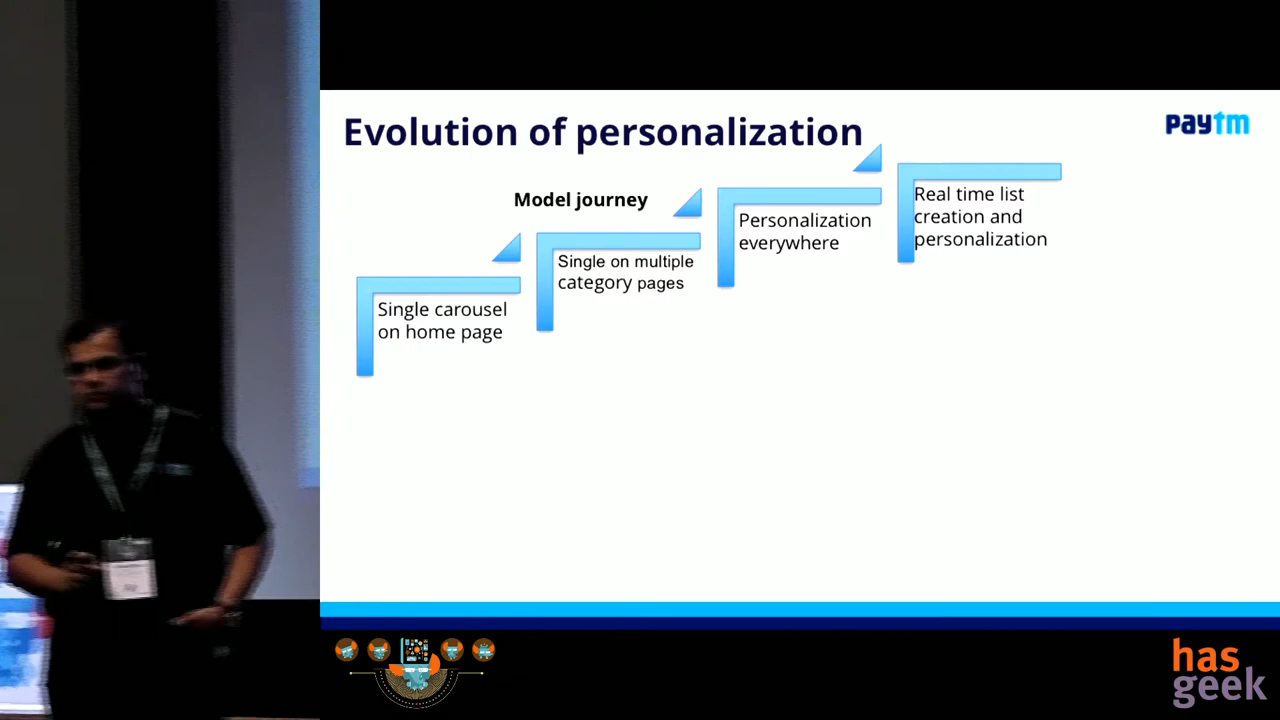 Evolution of personalization
paytm
Model journey
Single carousel
on home page
Single on multiple
category pages
Personalization
everywhere
Real time list
creation and
personalization
has
geek